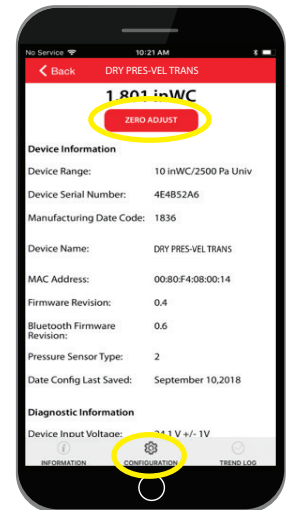 No Service 10:21 AM
Back DRY PRES-VEL TRANS
1.801 inWC
ZERO ADJUST
Device Information
Device Range: 10 inWC/2500 Pa Univ
Device Serial Number: 4E4B52A6
Manufacturing Date Code: 1836
Device Name: DRY PRES-VEL TRANS
MAC Address: 00:80:F4:08:00:14
Firmware Revision: 0.4
Bluetooth Firmware 0.6
Revision:
Pressure Sensor Type: 2
Date Config Last Saved: September 10,2018
Diagnostic Information
Device Input Voltage: 24.1 V +/- 1V
INFORMATION CONFIGURATION TREND LOG